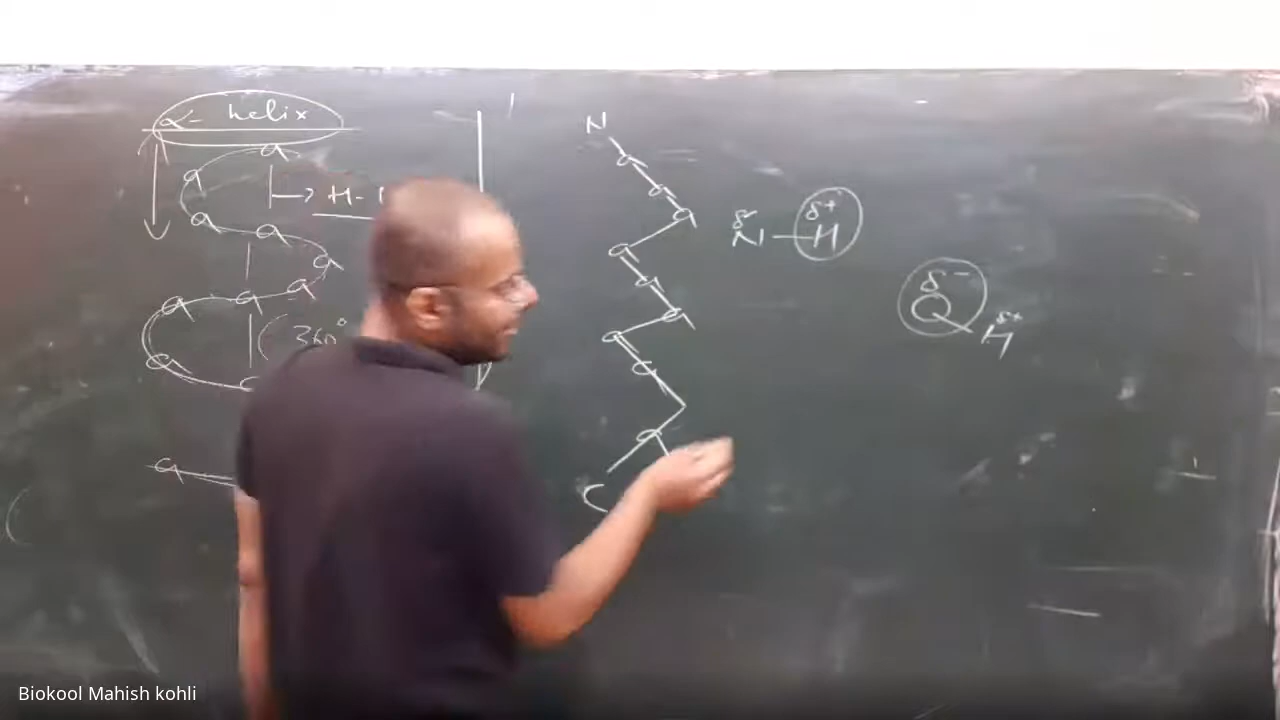 α- helix
H-
(360°
N
a
a
a
a
a
a
a
a
a
C
δ- δ+
N—H
δ-
O
δ+
H
a
a
a
a
a
a
a
a
a
a
Biokool Mahish kohli